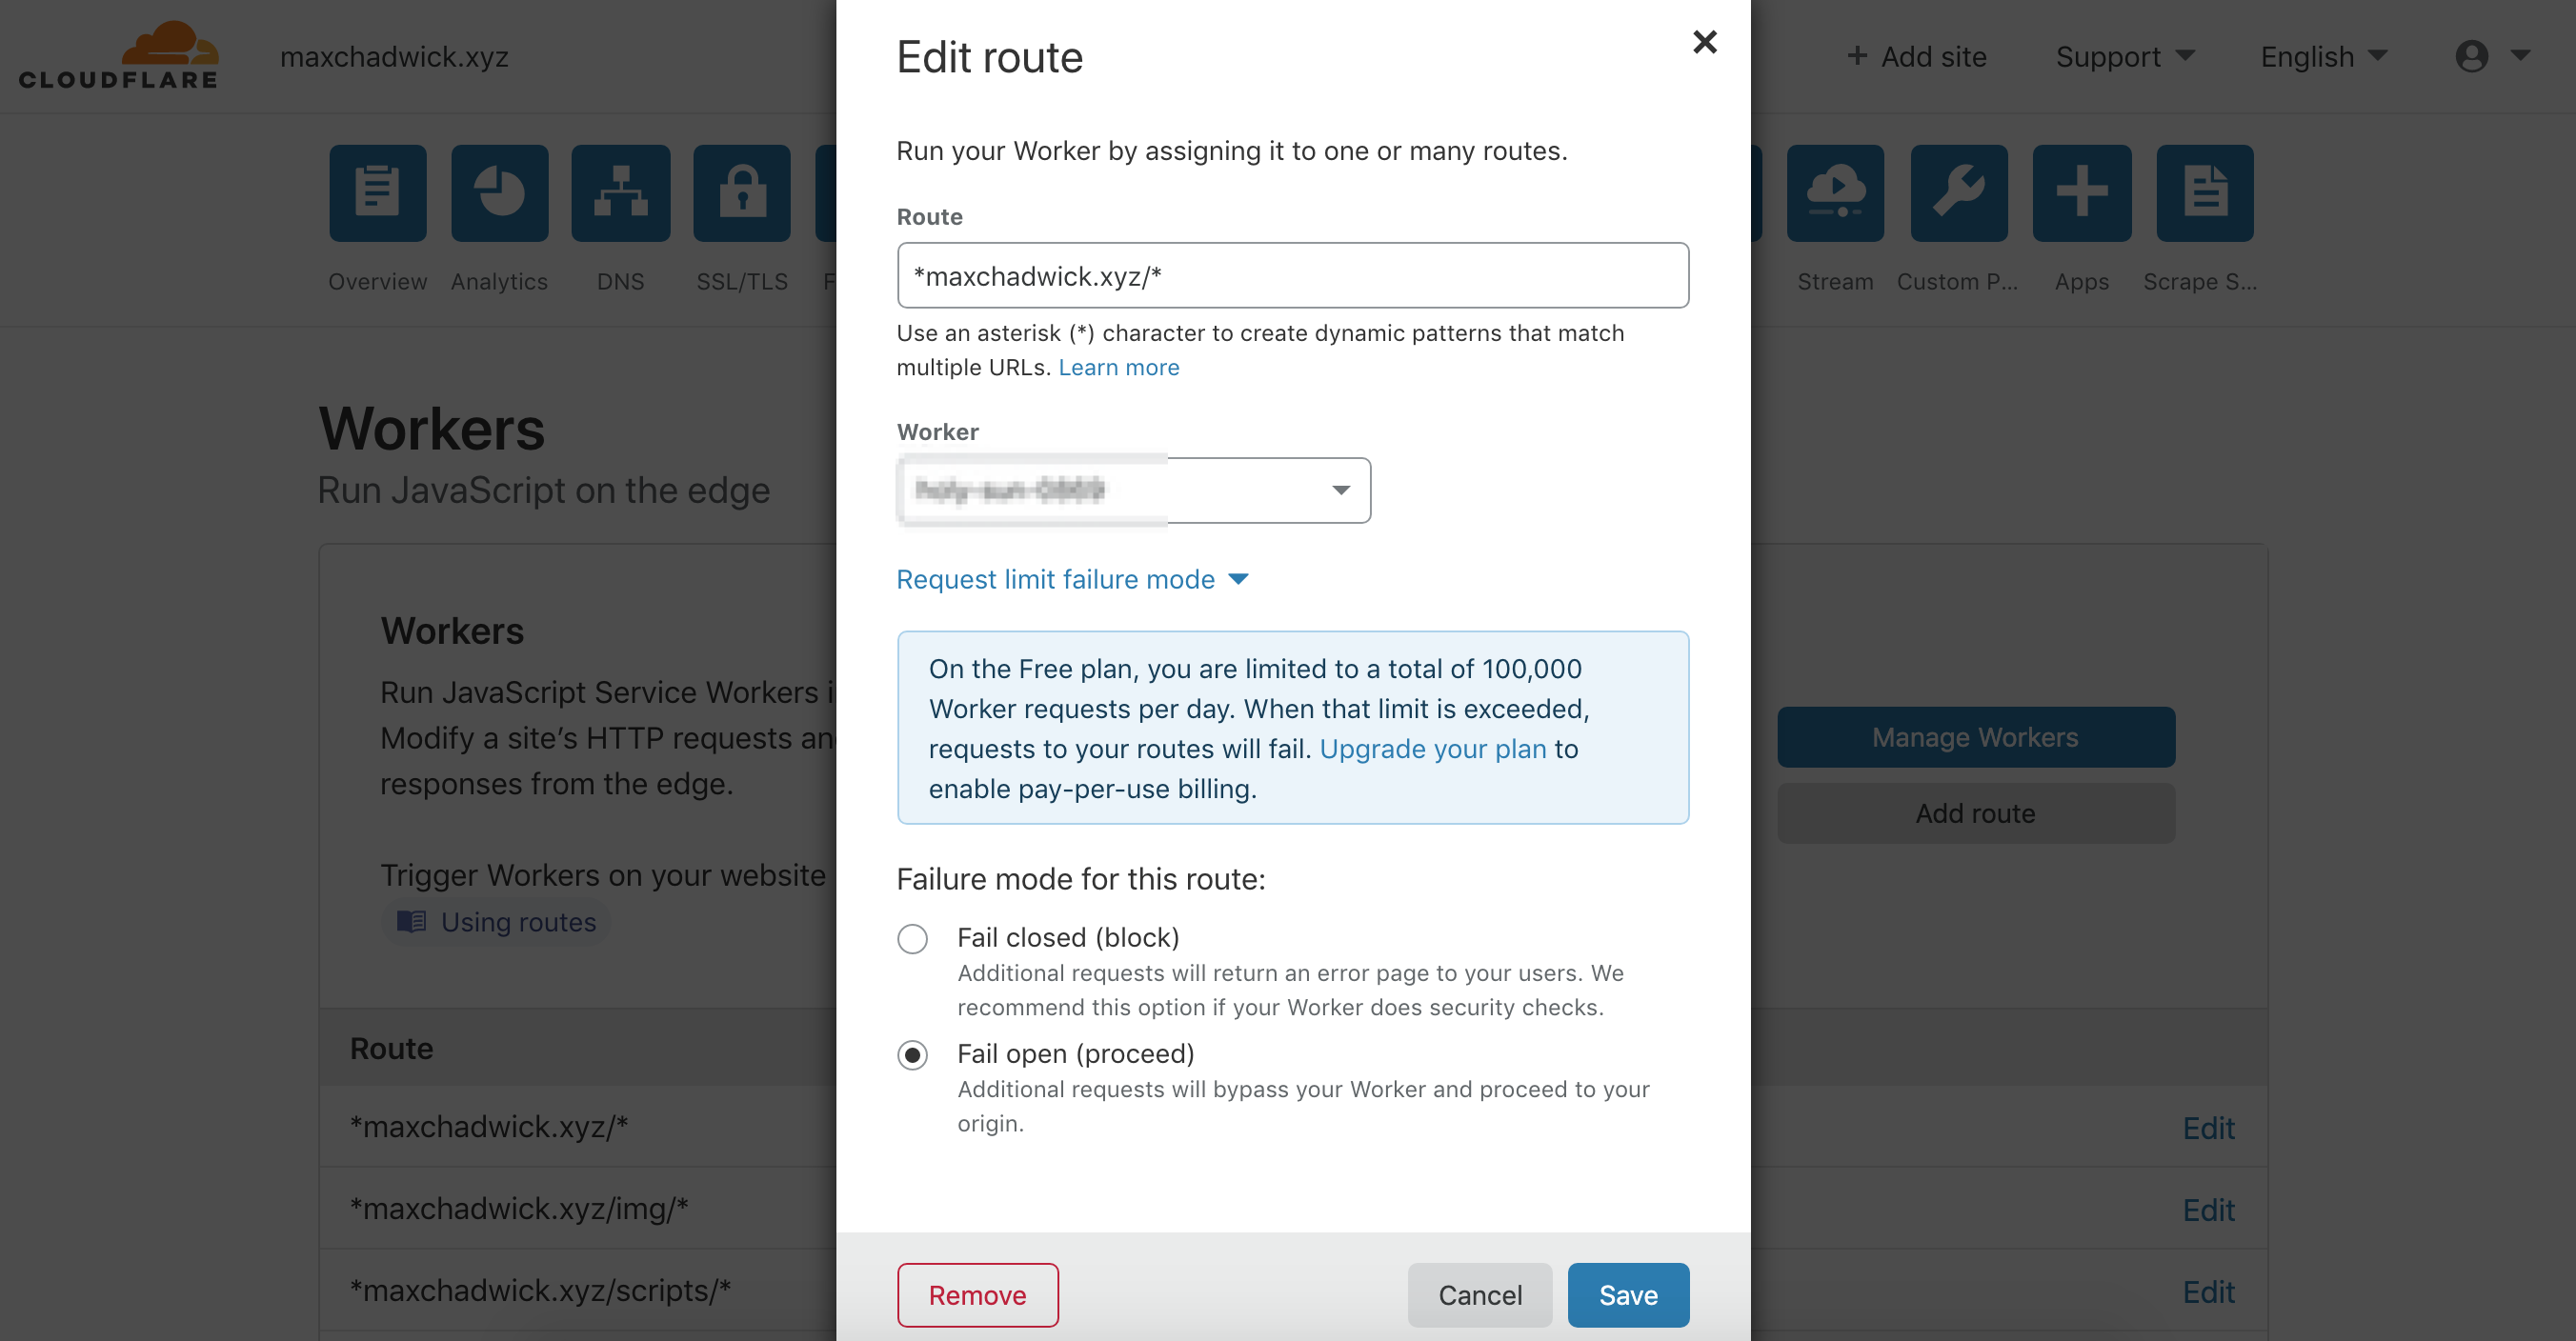 CLOUDFLARE
maxchadwick.xyz
+ Add site
Support
English
Overview
Analytics
DNS
SSL/TLS
F
Stream
Custom P...
Apps
Scrape S...
Workers
Run JavaScript on the edge
Workers
Run JavaScript Service Workers i
Modify a site's HTTP requests an
responses from the edge.
Trigger Workers on your website
Using routes
Manage Workers
Add route
Route
*maxchadwick.xyz/*
Edit
*maxchadwick.xyz/img/*
Edit
*maxchadwick.xyz/scripts/*
Edit
Edit route
Run your Worker by assigning it to one or many routes.
Route
*maxchadwick.xyz/*
Use an asterisk (*) character to create dynamic patterns that match
multiple URLs. Learn more
Worker
Request limit failure mode
On the Free plan, you are limited to a total of 100,000
Worker requests per day. When that limit is exceeded,
requests to your routes will fail. Upgrade your plan to
enable pay-per-use billing.
Failure mode for this route:
Fail closed (block)
Additional requests will return an error page to your users. We
recommend this option if your Worker does security checks.
Fail open (proceed)
Additional requests will bypass your Worker and proceed to your
origin.
Remove
Cancel
Save